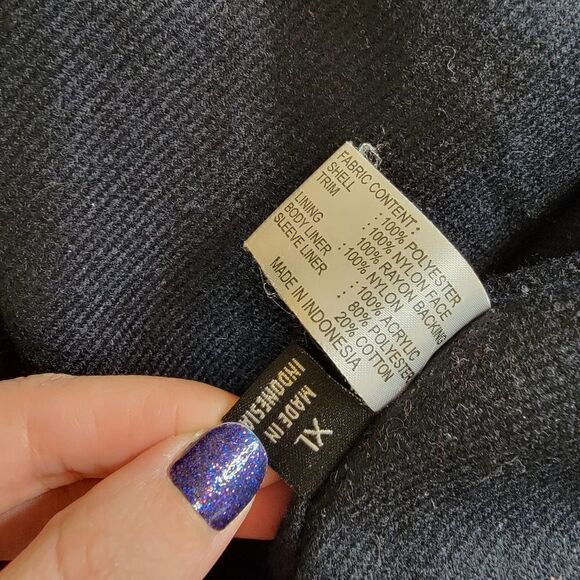 FABRIC CONTENT:
SHELL : 100% POLYESTER
TRIM : 100% NYLON FACE
100% RAYON BACKING
LINING : 100% NYLON
BODY LINER : 100% ACRYLIC
SLEEVE LINER : 80% POLYESTER
20% COTTON
MADE IN INDONESIA
XL
MADE IN
INDONESIA